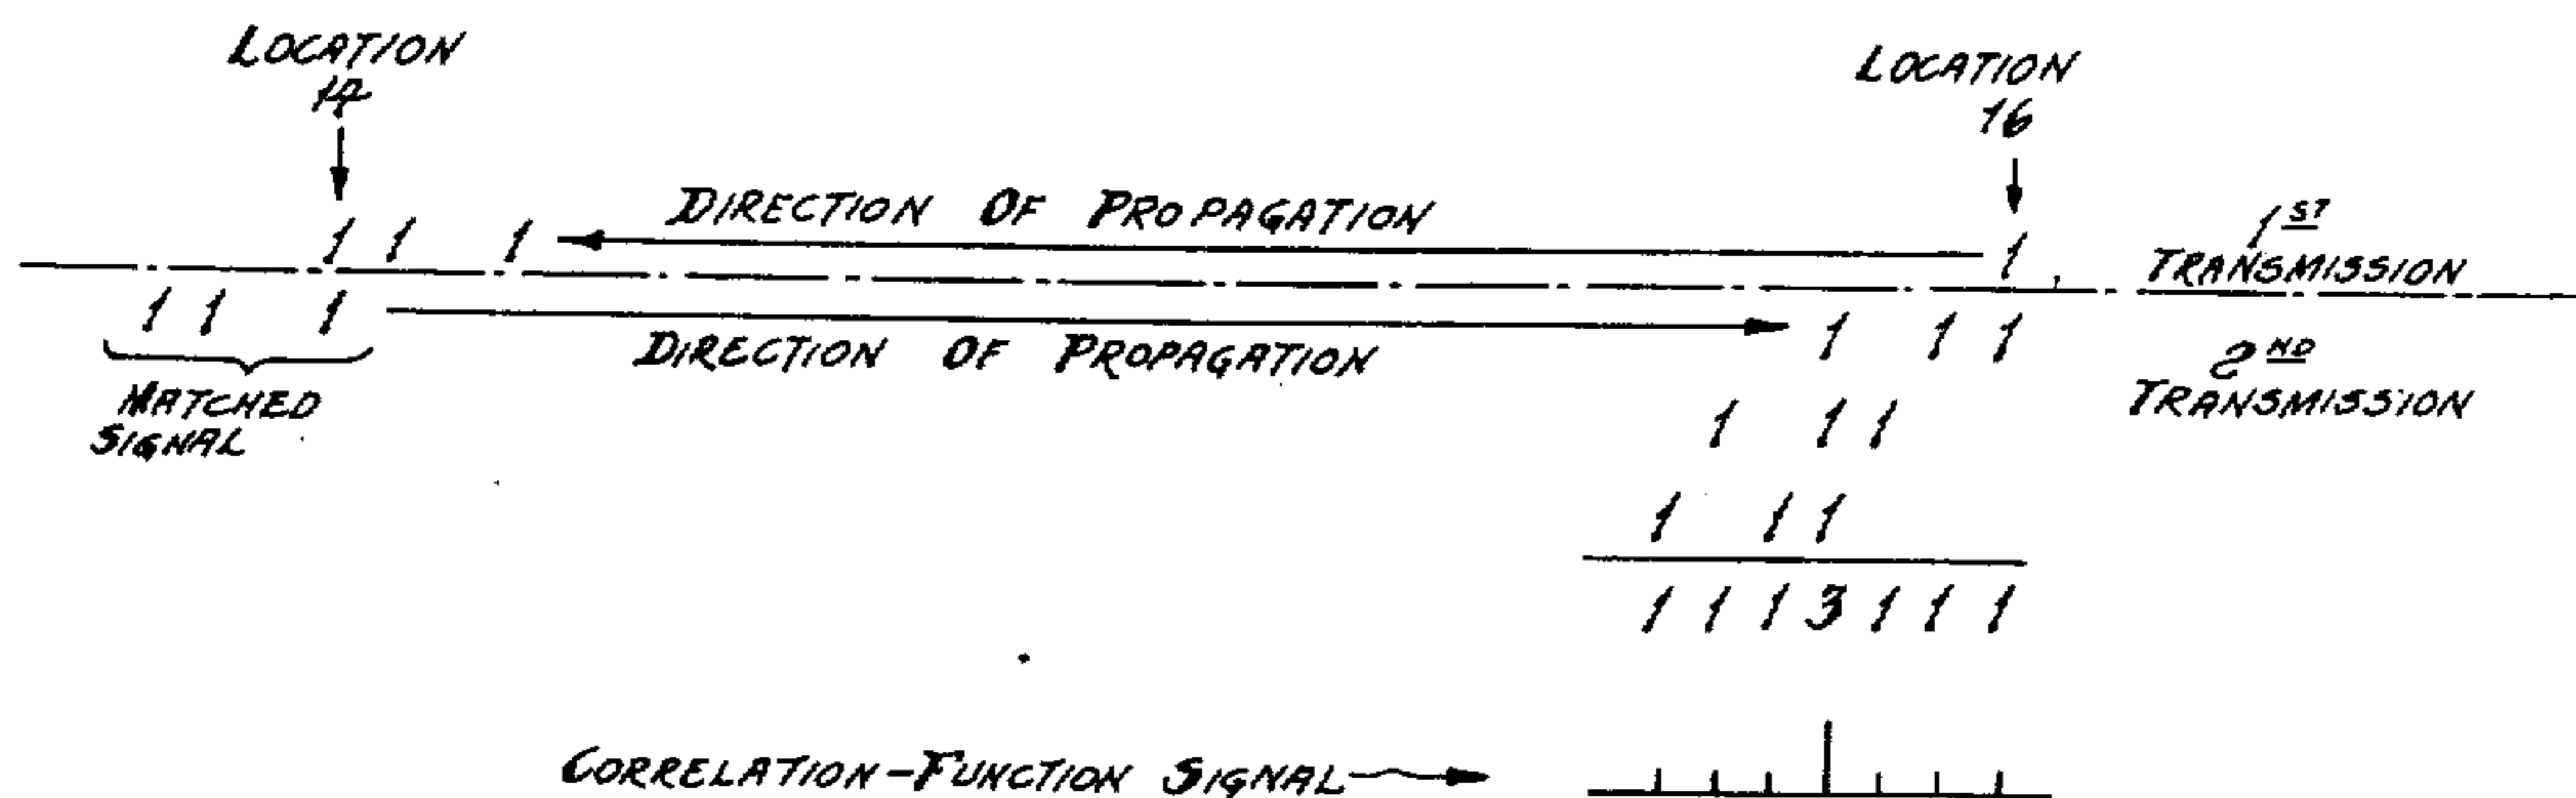 LOCATION
14
LOCATION
16
DIRECTION OF PROPAGATION
1 1 1
1
1ST
TRANSMISSION
1 1 1
DIRECTION OF PROPAGATION
1 1 1
2ND
TRANSMISSION
MATCHED
SIGNAL
1 1 1
1 1 1
1 1 1 3 1 1 1
CORRELATION-FUNCTION SIGNAL